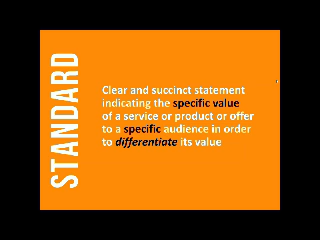 STANDARD
Clear and succinct statement
indicating the specific value
of a service or product or offer
to a specific audience in order
to differentiate its value